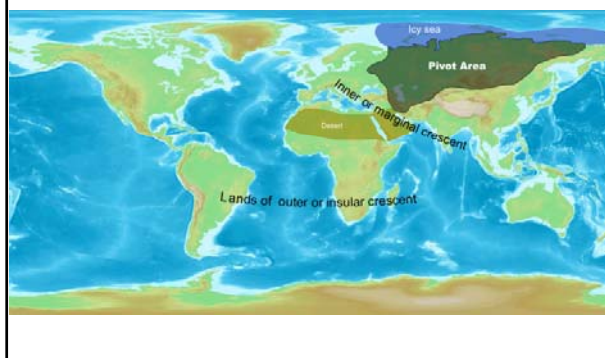 Icy sea
Pivot Area
Inner or marginal crescent
Desert
Lands of outer or insular crescent